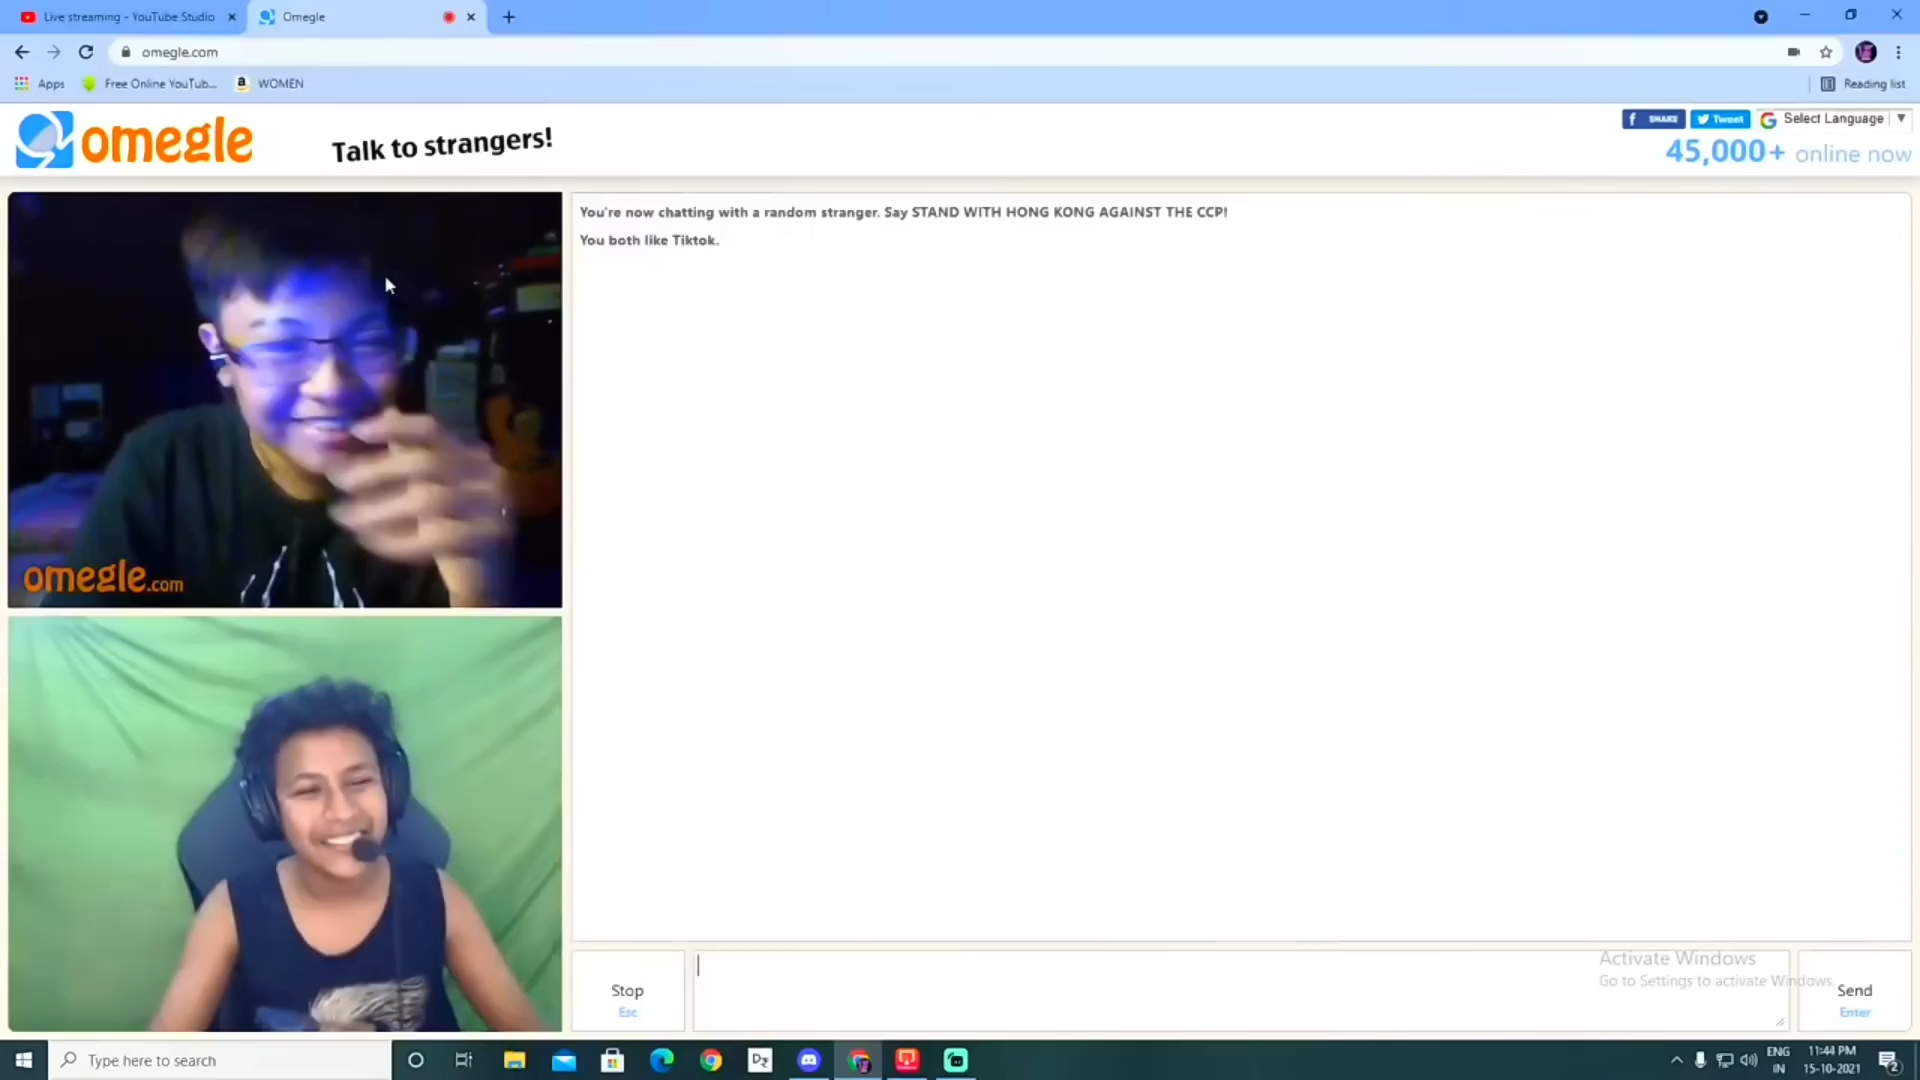 Live streaming - YouTube Studio
Omegle
omegle.com
Apps
Free Online YouTub...
WOMEN
Reading list
omegle
Talk to strangers!
SHARE
Tweet
Select Language
45,000+ online now
You're now chatting with a random stranger. Say STAND WITH HONG KONG AGAINST THE CCP!
You both like Tiktok.
omegle.com
Stop
Esc
Activate Windows
Go to Settings to activate Windows.
Send
Enter
Type here to search
ENG
IN
11:44 PM
15-10-2021
2